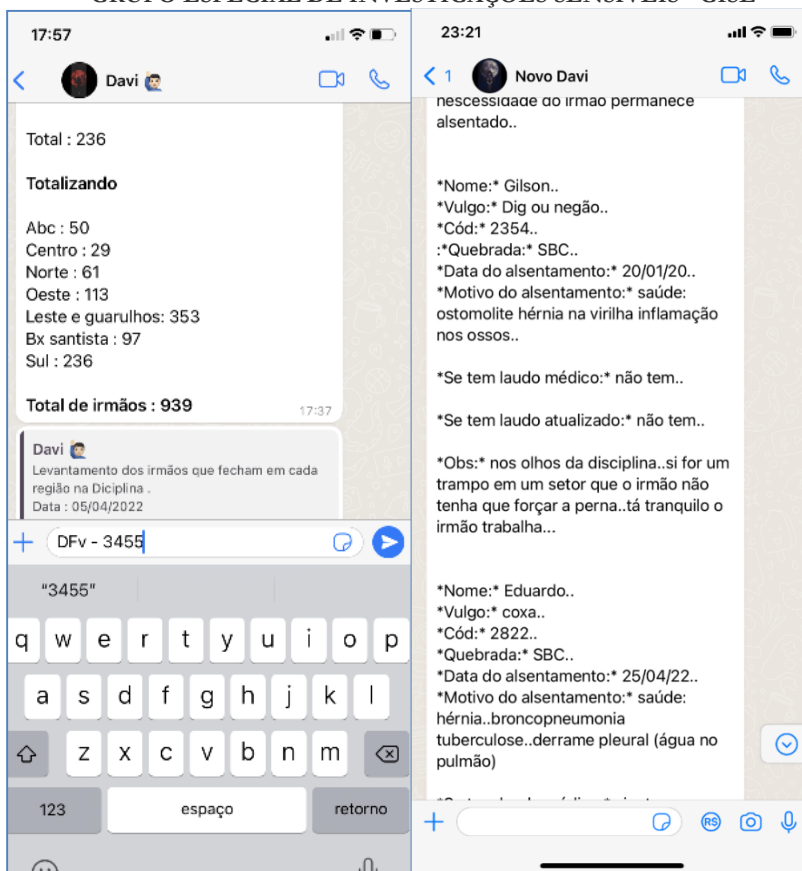 GRUPO ESPECIAL DE INVESTIGAÇÕES SENSÍVEIS - GISE
17:57
Davi
Total : 236
Totalizando
Abc : 50
Centro : 29
Norte : 61
Oeste : 113
Leste e guarulhos: 353
Bx santista : 97
Sul : 236
Total de irmãos : 939
17:37
Davi
Levantamento dos irmãos que fecham em cada
região na Diciplina .
Data : 05/04/2022
DFv - 3455
"3455"
q w e r t y u i o p
a s d f g h j k l
z x c v b n m
123 espaço retorno
23:21
1 Novo Davi
nescessidade do irmão permanece
alsentado..
*Nome:* Gilson..
*Vulgo:* Dig ou negão..
*Cód:* 2354..
:*Quebrada:* SBC..
*Data do alsentamento:* 20/01/20..
*Motivo do alsentamento:* saúde:
ostomolite hérnia na virilha inflamação
nos ossos..
*Se tem laudo médico:* não tem..
*Se tem laudo atualizado:* não tem..
*Obs:* nos olhos da disciplina..si for um
trampo em um setor que o irmão não
tenha que forçar a perna..tá tranquilo o
irmão trabalha...
*Nome:* Eduardo..
*Vulgo:* coxa..
*Cód:* 2822..
*Quebrada:* SBC..
*Data do alsentamento:* 25/04/22..
*Motivo do alsentamento:* saúde:
hérnia..broncopneumonia
tuberculose..derrame pleural (água no
pulmão)
R$